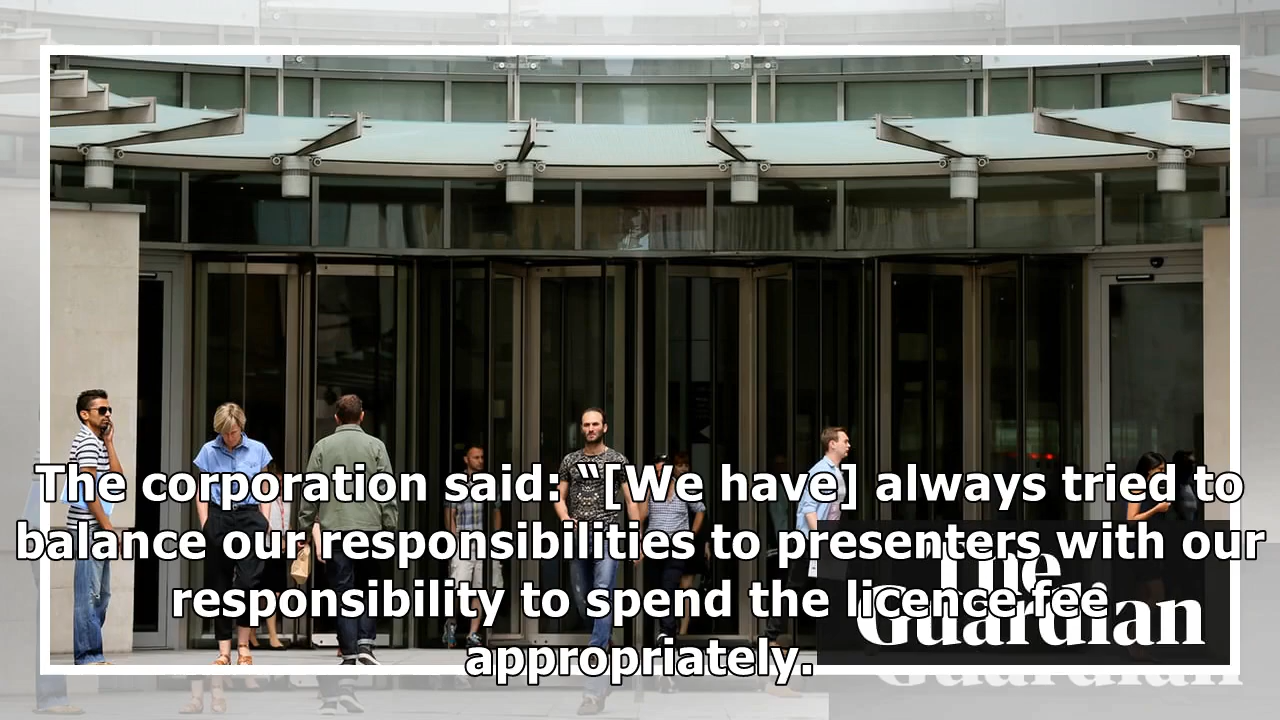 The corporation said: “[We have] always tried to
balance our responsibilities to presenters with our
responsibility to spend the licence fee
appropriately.
The
Guardian